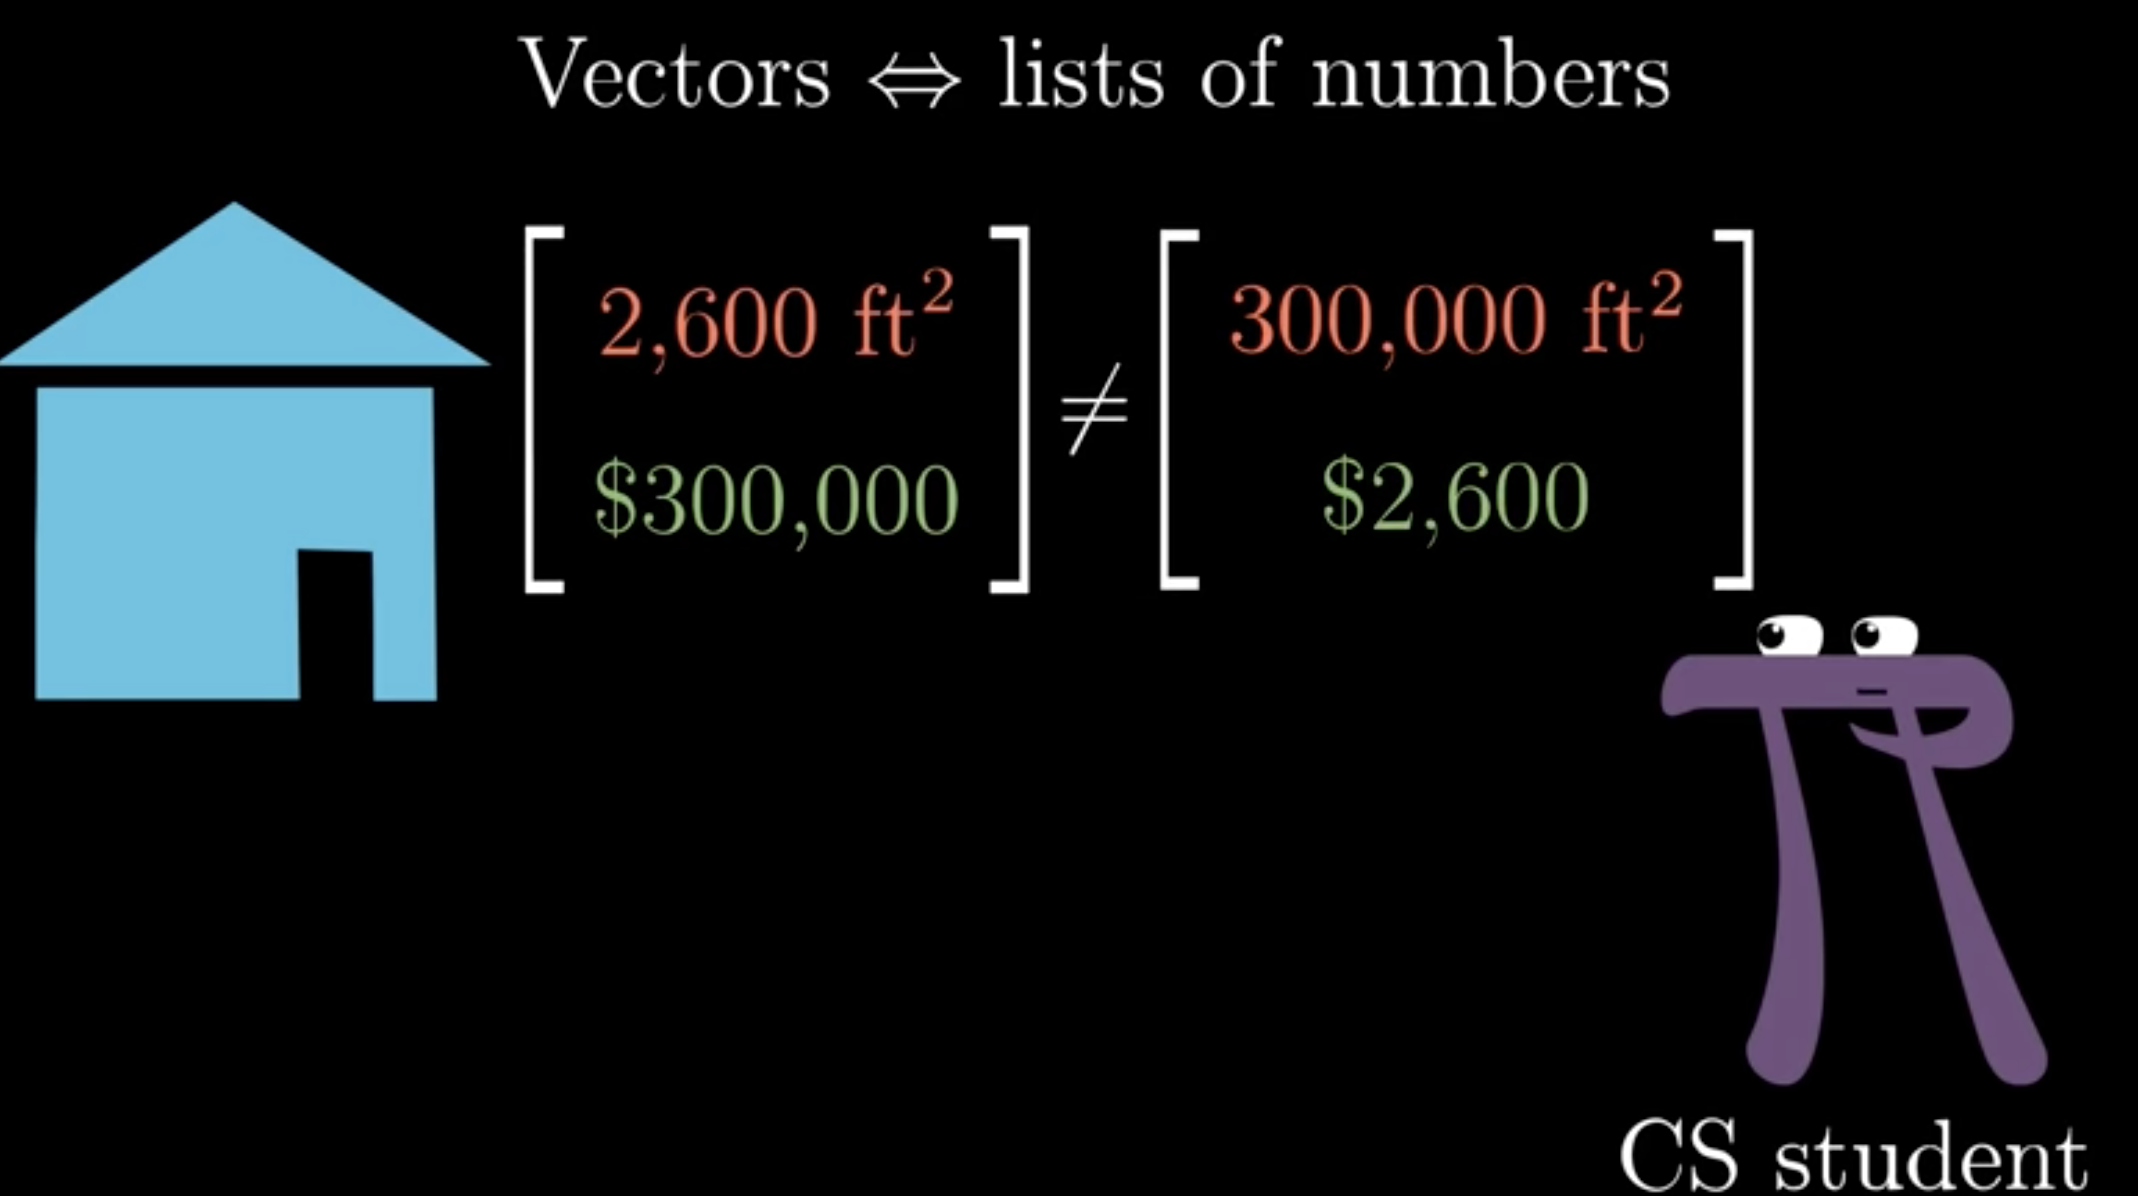 Vectors ⇔ lists of numbers
[2,600 ft² $300,000] ≠ [300,000 ft² $2,600]
CS student